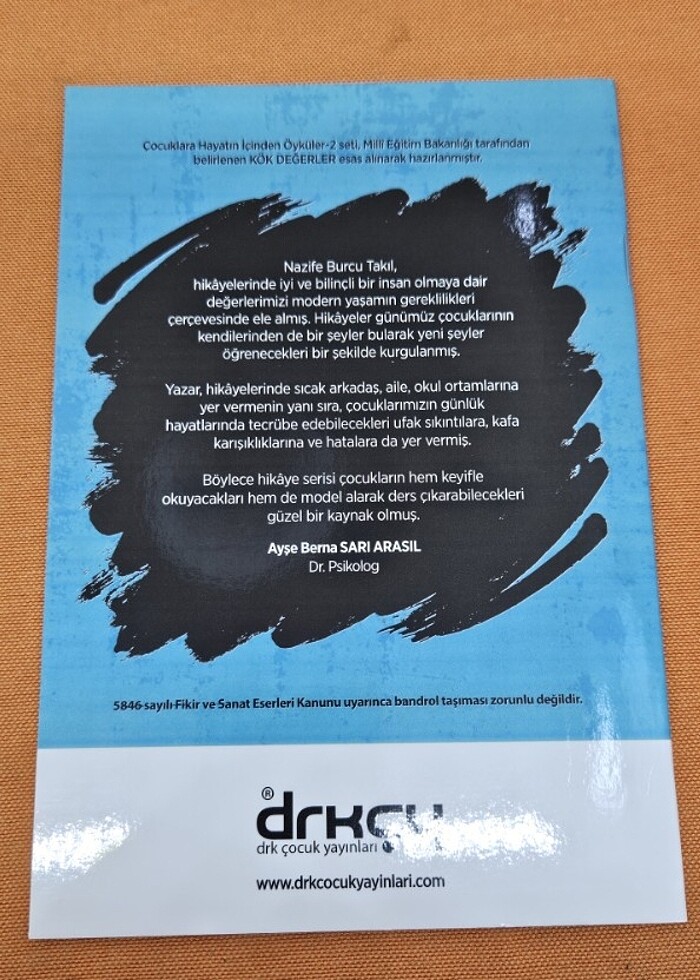 Çocuklara Hayatın İçinden Öyküler-2 seti, Millî Eğitim Bakanlığı tarafından
belirlenen KÖK DEĞERLER esas alınarak hazırlanmıştır.
Nazife Burcu Takıl,
hikâyelerinde iyi ve bilinçli bir insan olmaya dair
değerlerimizi modern yaşamın gereklilikleri
çerçevesinde ele almış. Hikâyeler günümüz çocuklarının
kendilerinden de bir şeyler bularak yeni şeyler
öğrenecekleri bir şekilde kurgulanmış.
Yazar, hikâyelerinde sıcak arkadaş, aile, okul ortamlarına
yer vermenin yanı sıra, çocuklarımızın günlük
hayatlarında tecrübe edebilecekleri ufak sıkıntılara, kafa
karışıklıklarına ve hatalara da yer vermiş.
Böylece hikâye serisi çocukların hem keyifle
okuyacakları hem de model alarak ders çıkarabilecekleri
güzel bir kaynak olmuş.
Ayşe Berna SARI ARASIL
Dr. Psikolog
5846 sayılı Fikir ve Sanat Eserleri Kanunu uyarınca bandrol taşıması zorunlu değildir.
® drkçy
drk çocuk yayınları
www.drkcocukyayinlari.com